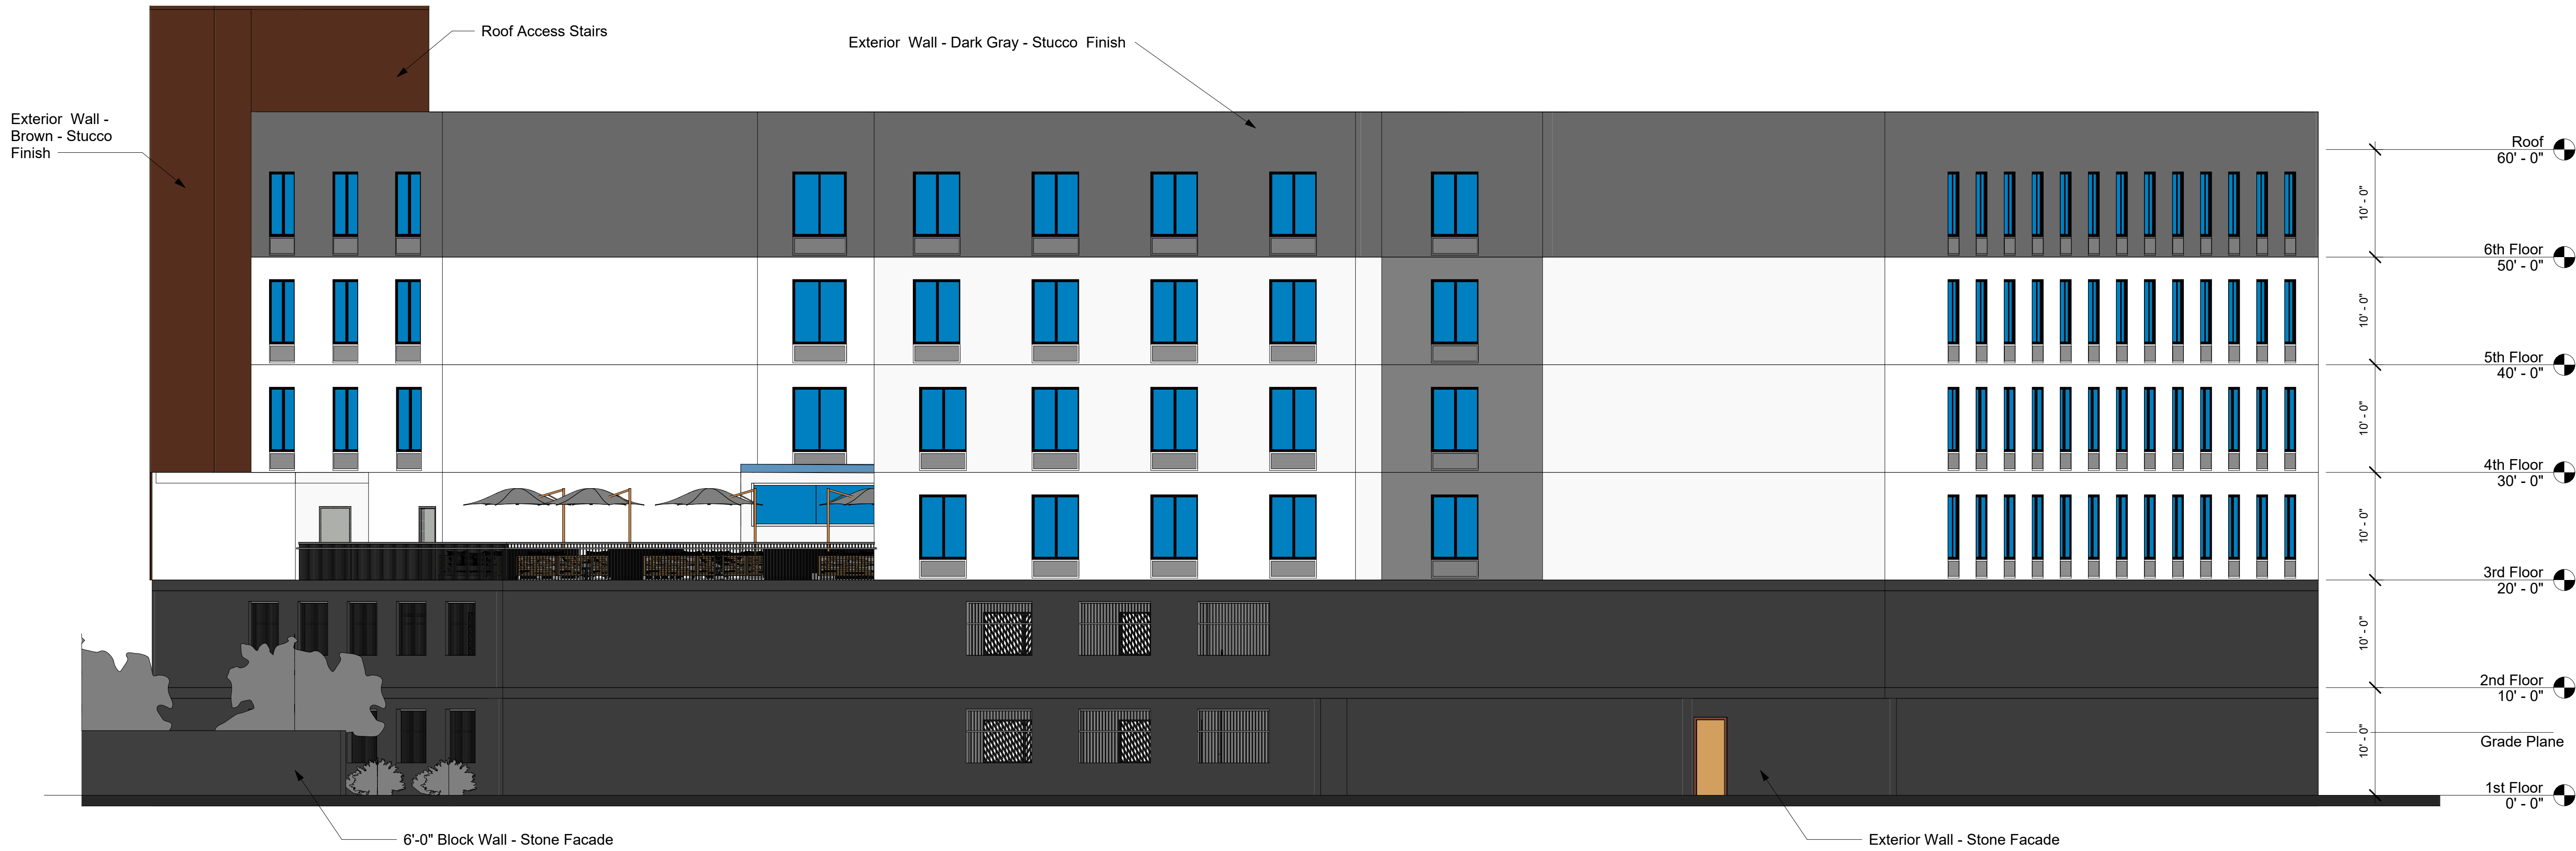 Roof Access Stairs
Exterior Wall - Dark Gray - Stucco Finish
Exterior Wall -
Brown - Stucco
Finish
Roof
60' - 0"
10' - 0"
6th Floor
50' - 0"
10' - 0"
5th Floor
40' - 0"
10' - 0"
4th Floor
30' - 0"
10' - 0"
3rd Floor
20' - 0"
10' - 0"
2nd Floor
10' - 0"
10' - 0"
Grade Plane
1st Floor
0' - 0"
6'-0" Block Wall - Stone Facade
Exterior Wall - Stone Facade